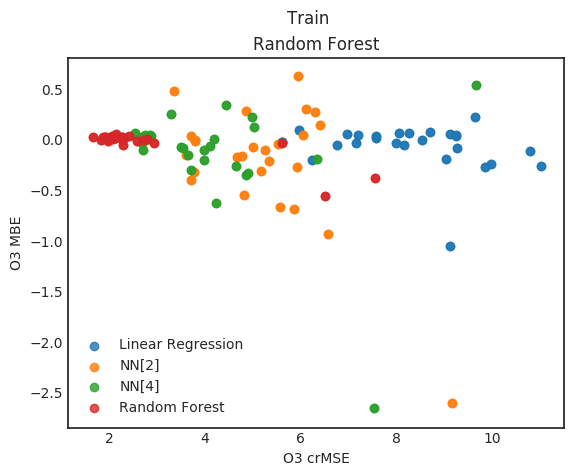 Train
Random Forest
0.5
0.0
−0.5
−1.0
−1.5
−2.0
−2.5
O3 MBE
Linear Regression
NN[2]
NN[4]
Random Forest
2 4 6 8 10
O3 crMSE